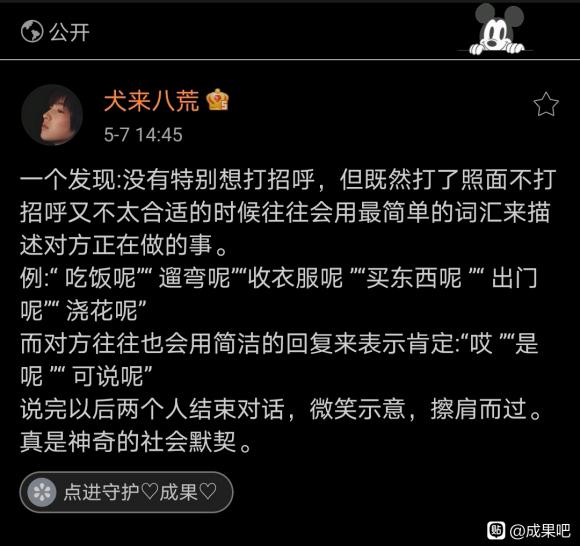 公开
犬来八荒
5-7 14:45
一个发现:没有特别想打招呼，但既然打了照面不打
招呼又不太合适的时候往往会用最简单的词汇来描
述对方正在做的事。
例:“ 吃饭呢”“ 遛弯呢”“收衣服呢 ”“买东西呢 ”“ 出门
呢”“ 浇花呢”
而对方往往也会用简洁的回复来表示肯定:“哎 ”“是
呢 ”“ 可说呢”
说完以后两个人结束对话，微笑示意，擦肩而过。
真是神奇的社会默契。
点进守护♡成果♡
贴 @成果吧